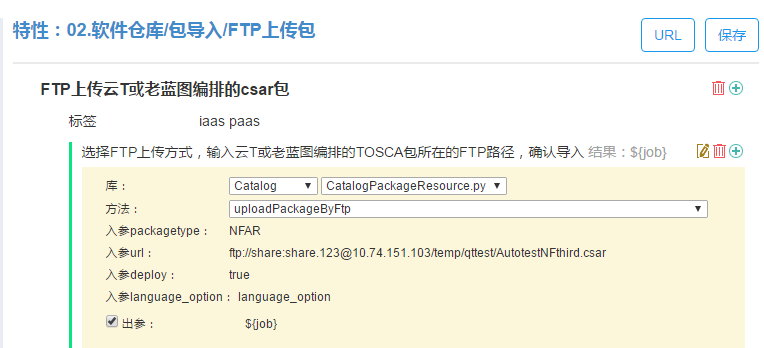 特性：02.软件仓库/包导入/FTP上传包
URL
保存
FTP上传云T或老蓝图编排的csar包
标签 iaas paas
选择FTP上传方式，输入云T或老蓝图编排的TOSCA包所在的FTP路径，确认导入 结果：${job}
库： Catalog CatalogPackageResource.py
方法： uploadPackageByFtp
入参packagetype： NFAR
入参url： ftp://share:share.123@10.74.151.103/temp/qttest/AutotestNFthird.csar
入参deploy： true
入参language_option： language_option
出参： ${job}